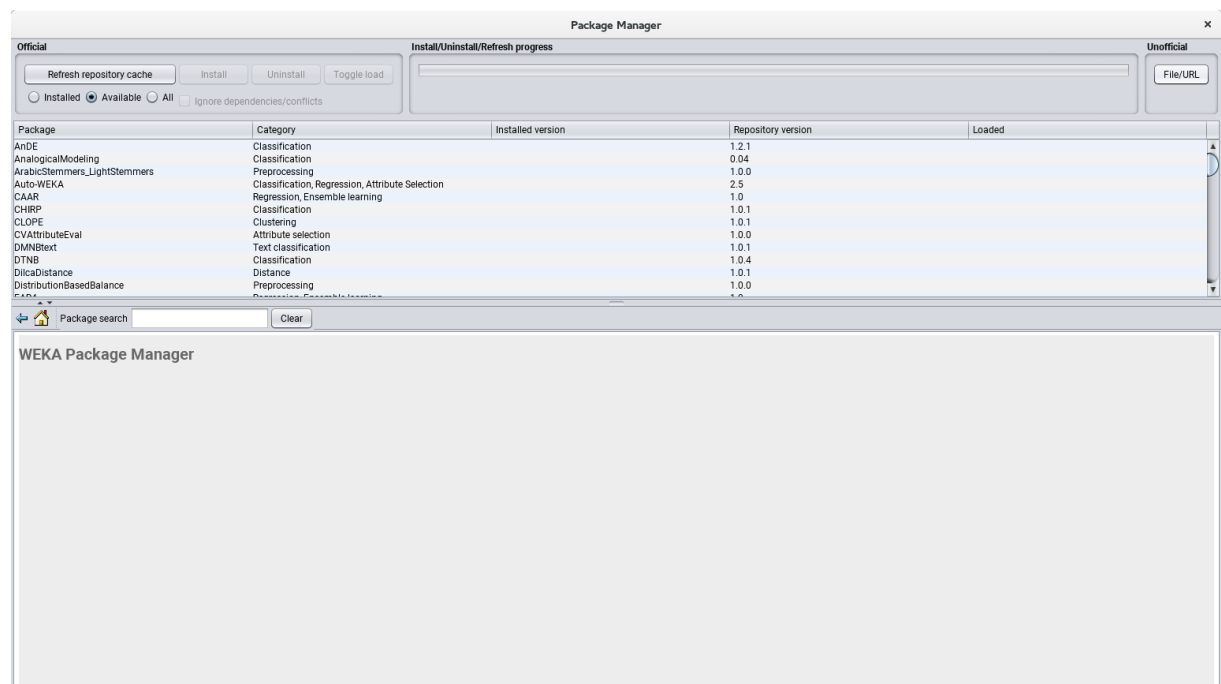 Package Manager ×
Official Install/Uninstall/Refresh progress Unofficial
Refresh repository cache Install Uninstall Toggle load File/URL
Installed Available All Ignore dependencies/conflicts
Package Category Installed version Repository version Loaded
AnDE Classification 1.2.1
AnalogicalModeling Classification 0.04
ArabicStemmers_LightStemmers Preprocessing 1.0.0
Auto-WEKA Classification, Regression, Attribute Selection 2.5
CAAR Regression, Ensemble learning 1.0
CHIRP Classification 1.0.1
CLOPE Clustering 1.0.1
CVAttributeEval Attribute selection 1.0.0
DMNBtext Text classification 1.0.1
DTNB Classification 1.0.4
DilcaDistance Distance 1.0.1
DistributionBasedBalance Preprocessing 1.0.0
Regression, Ensemble learning 1.0
Package search Clear
WEKA Package Manager